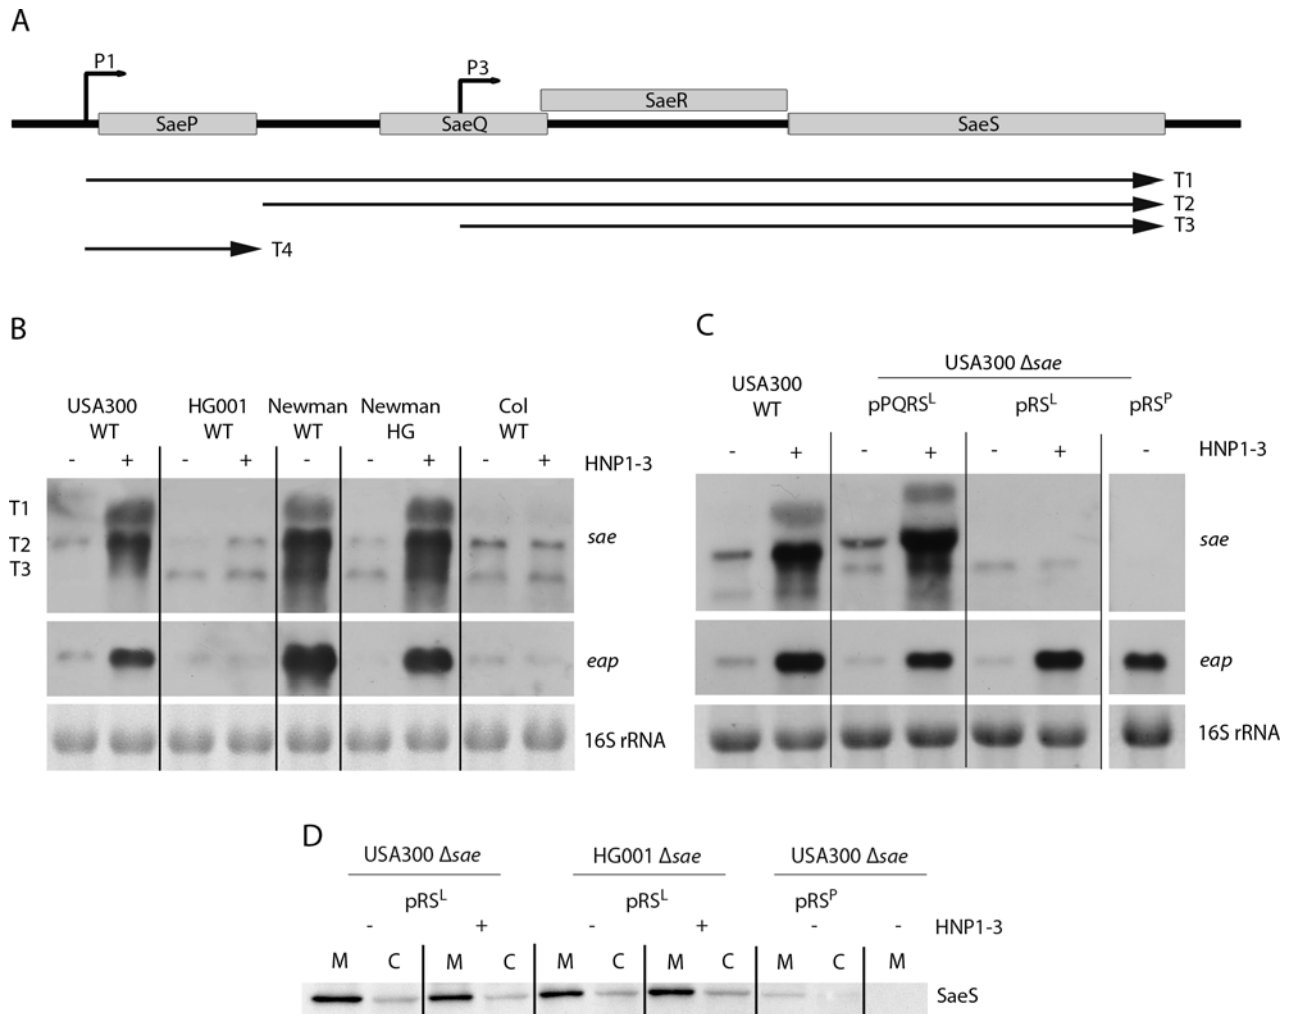 A
P1
P3
SaeR
SaeP SaeQ SaeS
T1
T2
T3
T4
B
USA300 HG001 Newman Newman Col
WT WT WT HG WT
- + - + - - + - + HNP1-3
T1
T2 sae
T3
eap
16S rRNA
C
USA300 Δsae
USA300
WT pPQRS^L pRS^L pRS^P
- + - + - + - HNP1-3
sae
eap
16S rRNA
D
USA300 Δsae HG001 Δsae USA300 Δsae
pRS^L pRS^L pRS^P
- + - + - - HNP1-3
M C M C M C M C M C M
SaeS